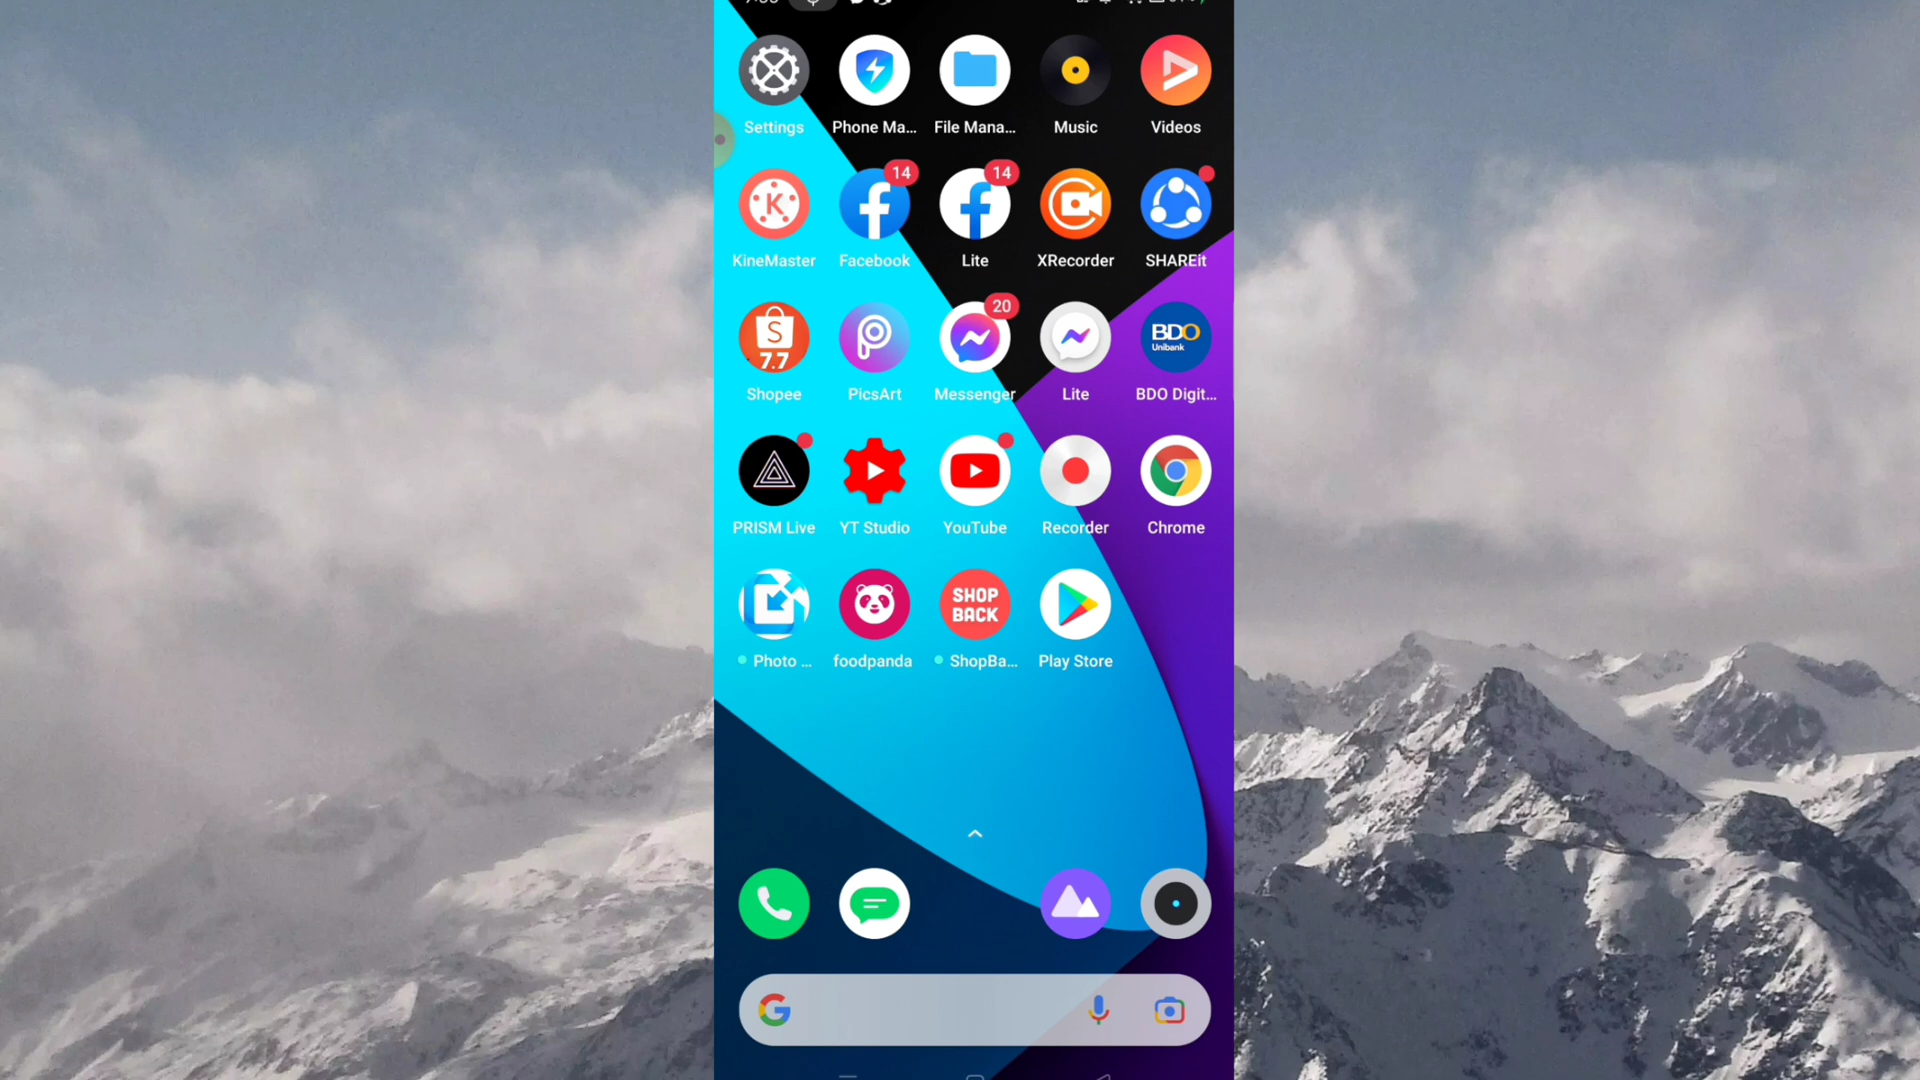 Settings Phone Ma... File Mana... Music Videos
14 14
KineMaster Facebook Lite XRecorder SHAREit
20
S
7.7
BDO
Unibank
Shopee PicsArt Messenger Lite BDO Digit...
PRISM Live YT Studio YouTube Recorder Chrome
SHOP
BACK
Photo ... foodpanda ShopBa... Play Store